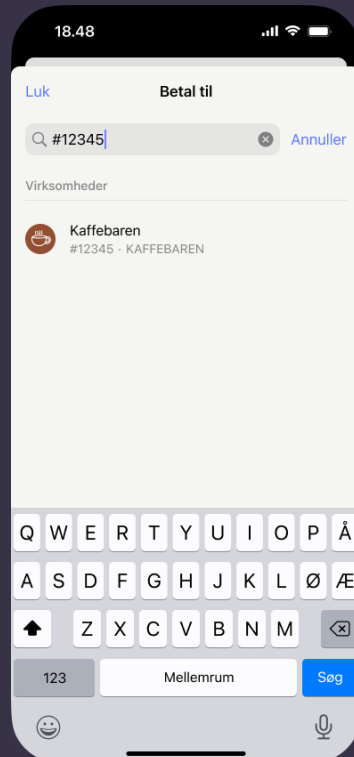 18.48
Luk
Betal til
#12345
Annuller
Virksomheder
Kaffebaren
#12345 · KAFFEBAREN
Q W E R T Y U I O P Å
A S D F G H J K L Ø Æ
Z X C V B N M
123
Mellemrum
Søg